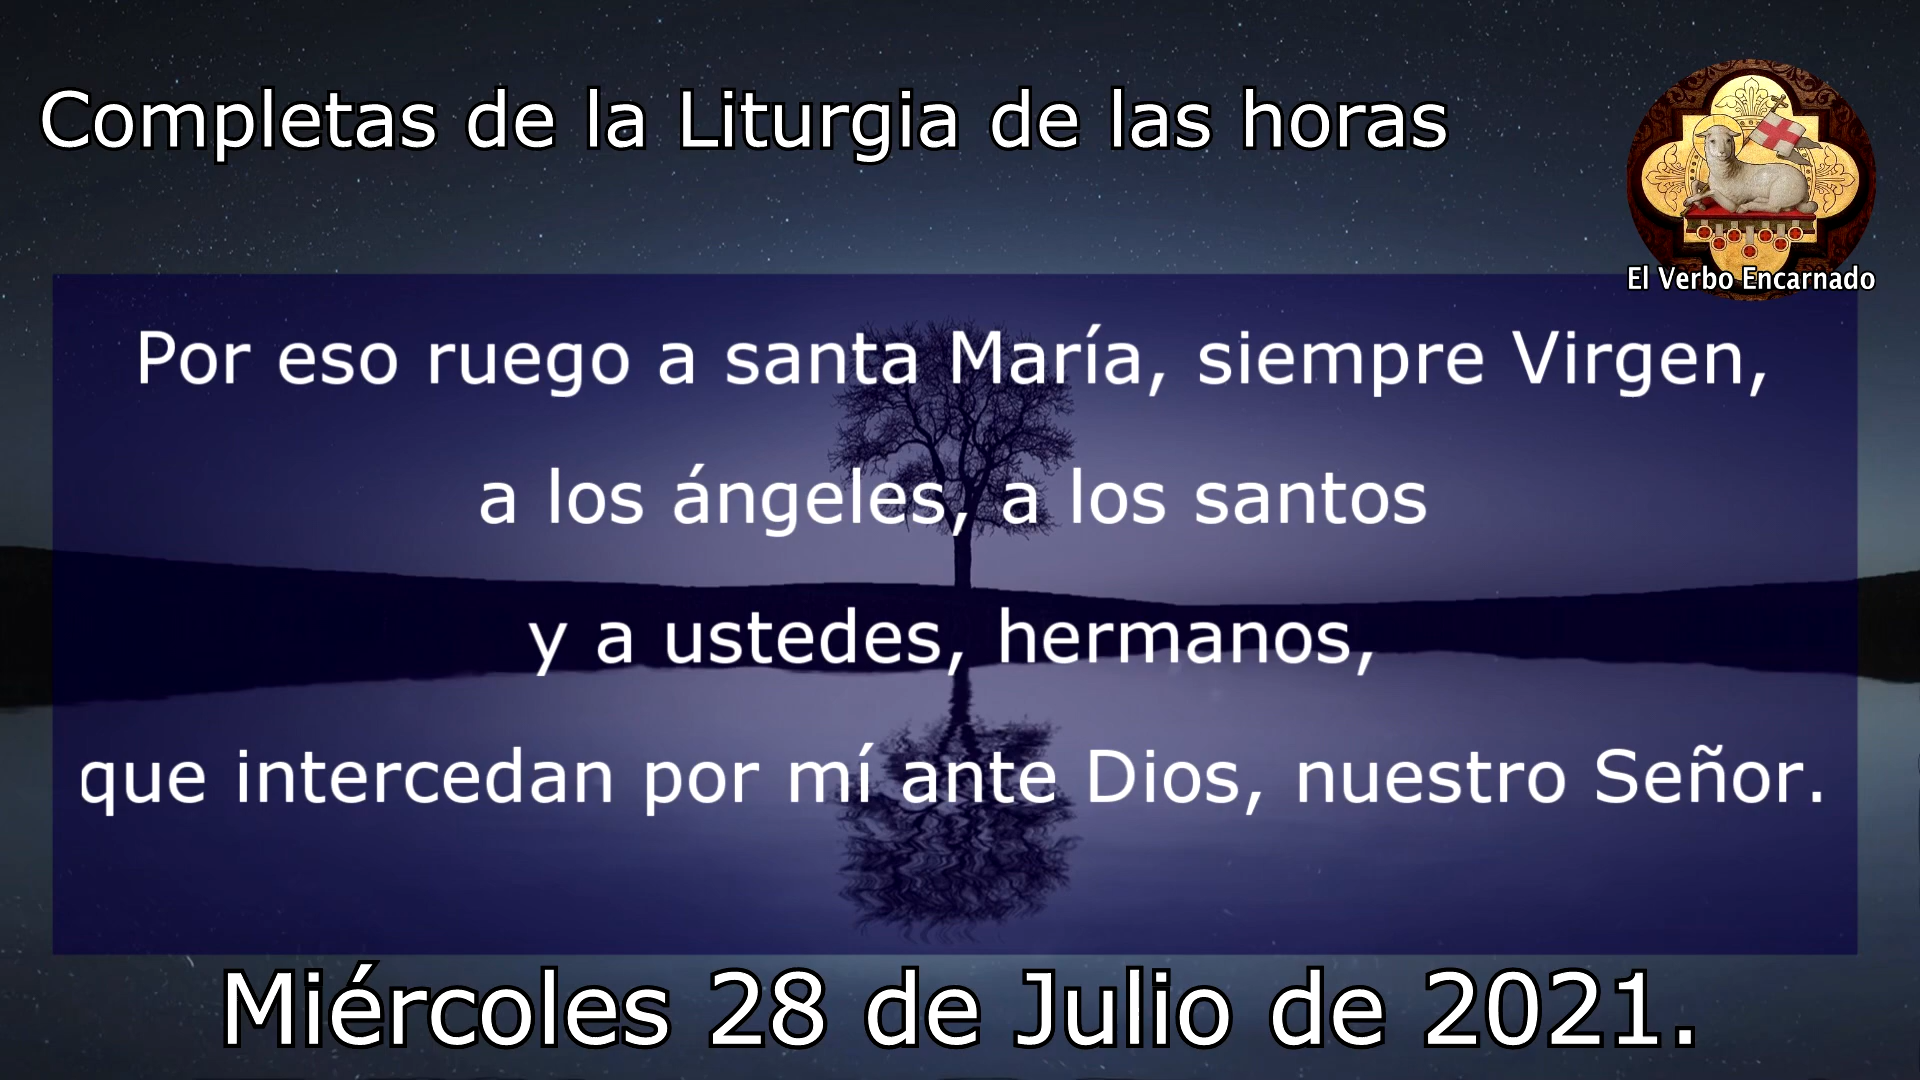 Completas de la Liturgia de las horas
El Verbo Encarnado
Por eso ruego a santa María, siempre Virgen,
a los ángeles, a los santos
y a ustedes, hermanos,
que intercedan por mí ante Dios, nuestro Señor.
Miércoles 28 de Julio de 2021.